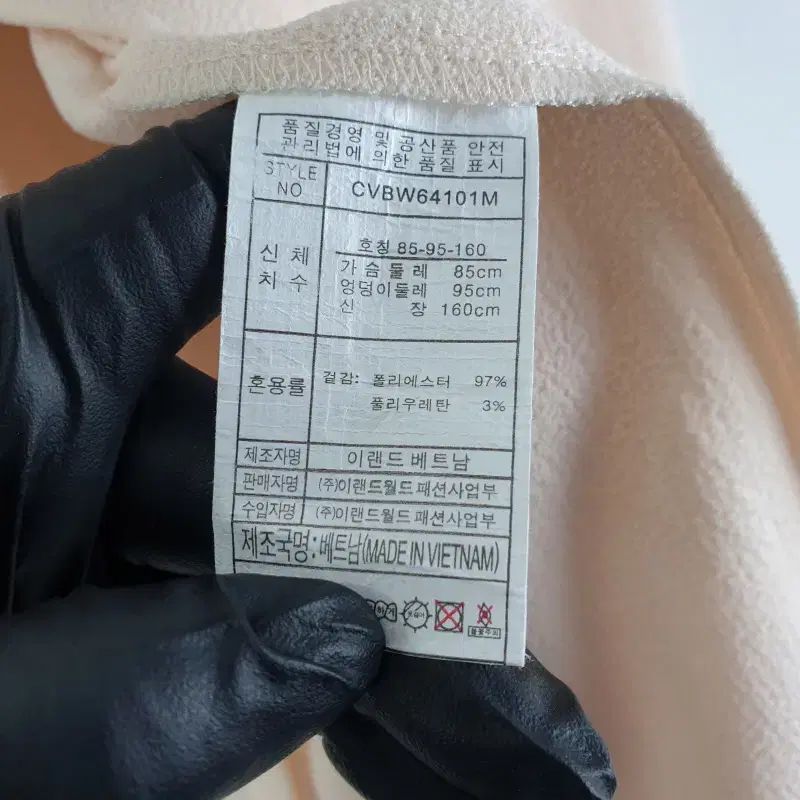 품질경영 및 공산품 안전
관리법에 의한 품질 표시
STYLE NO CVBW64101M
신체 치수
호칭 85-95-160
가슴둘레 85cm
엉덩이둘레 95cm
신 장 160cm
혼용률
겉감: 폴리에스터 97%
폴리우레탄 3%
제조자명 이랜드 베트남
판매자명 (주)이랜드월드 패션사업부
수입자명 (주)이랜드월드 패션사업부
제조국명: 베트남(MADE IN VIETNAM)
불꽃주의